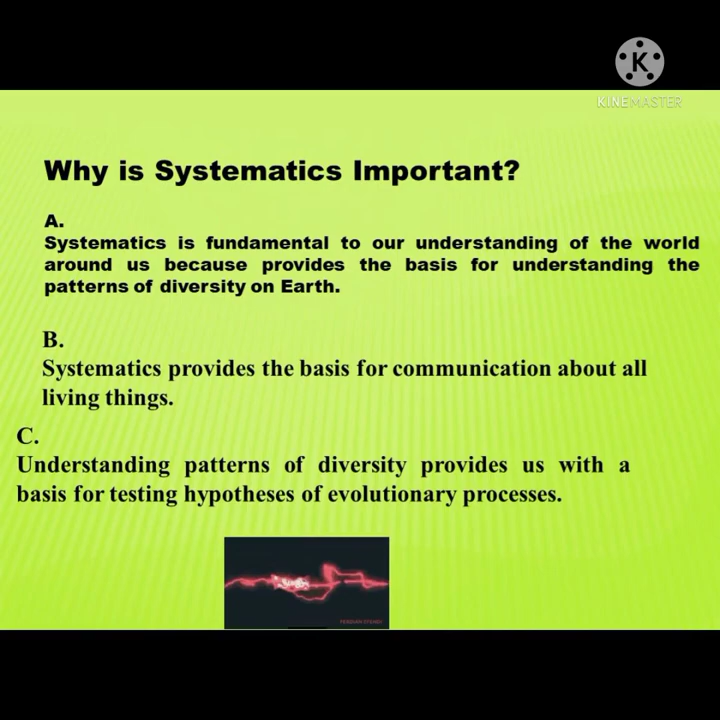 K
KINEMASTER
Why is Systematics Important?
A.
Systematics is fundamental to our understanding of the world
around us because provides the basis for understanding the
patterns of diversity on Earth.
B.
Systematics provides the basis for communication about all
living things.
C.
Understanding patterns of diversity provides us with a
basis for testing hypotheses of evolutionary processes.